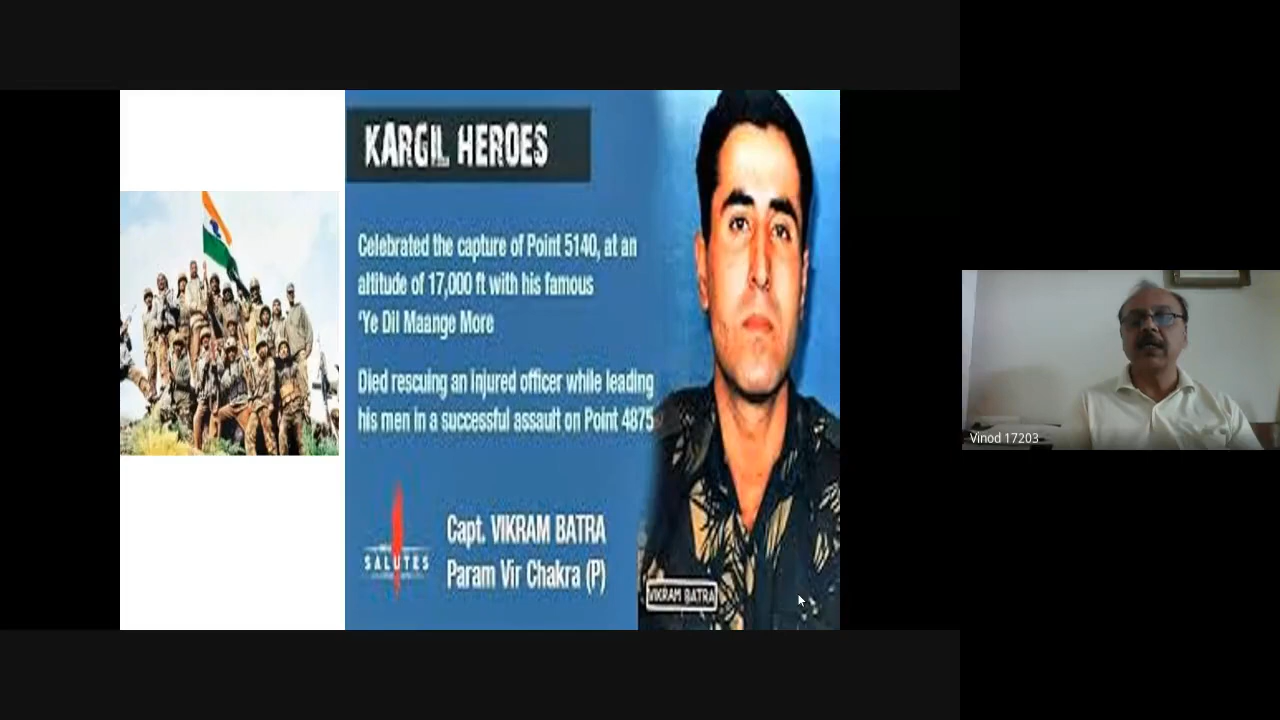 KARGIL HEROES
Celebrated the capture of Point 5140, at an
altitude of 17,000 ft with his famous
'Ye Dil Maange More
Died rescuing an injured officer while leading
his men in a successful assault on Point 4875
SALUTES
Capt. VIKRAM BATRA
Param Vir Chakra (P)
VIKRAM BATRA
Vinod 17203